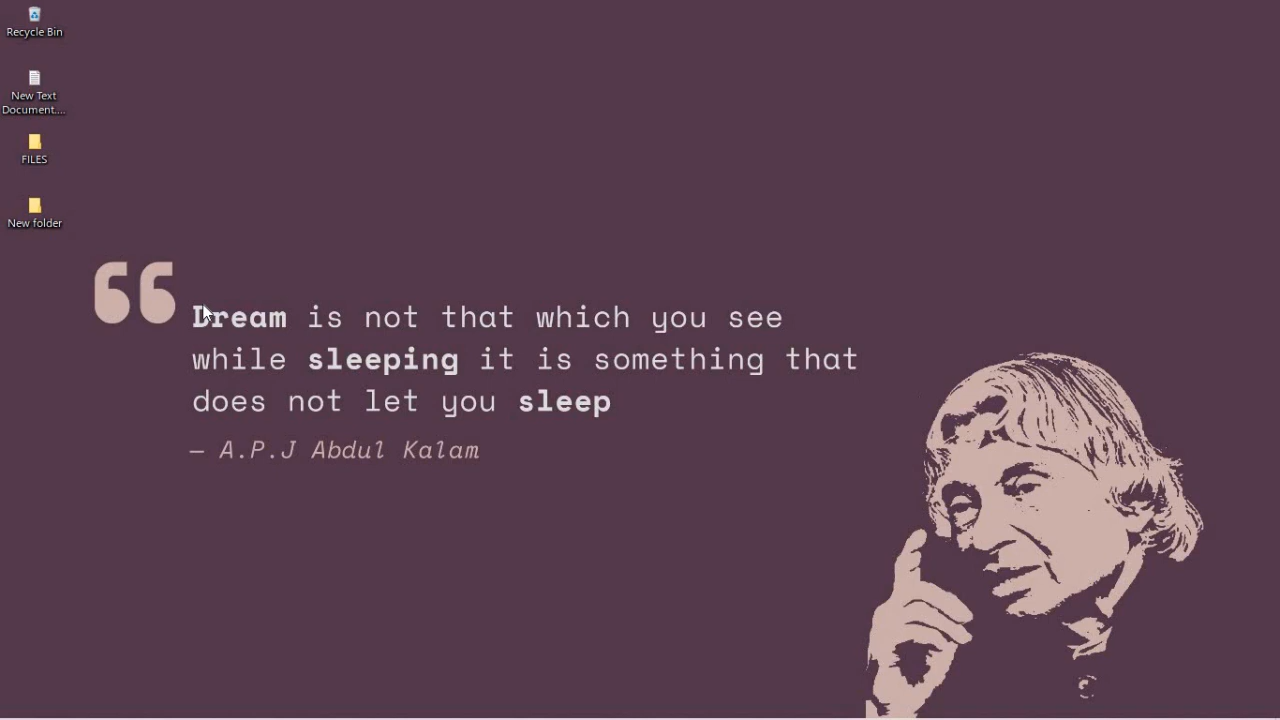 Recycle Bin
New Text
Document....
FILES
New folder
“
Dream is not that which you see
while sleeping it is something that
does not let you sleep
— A.P.J Abdul Kalam